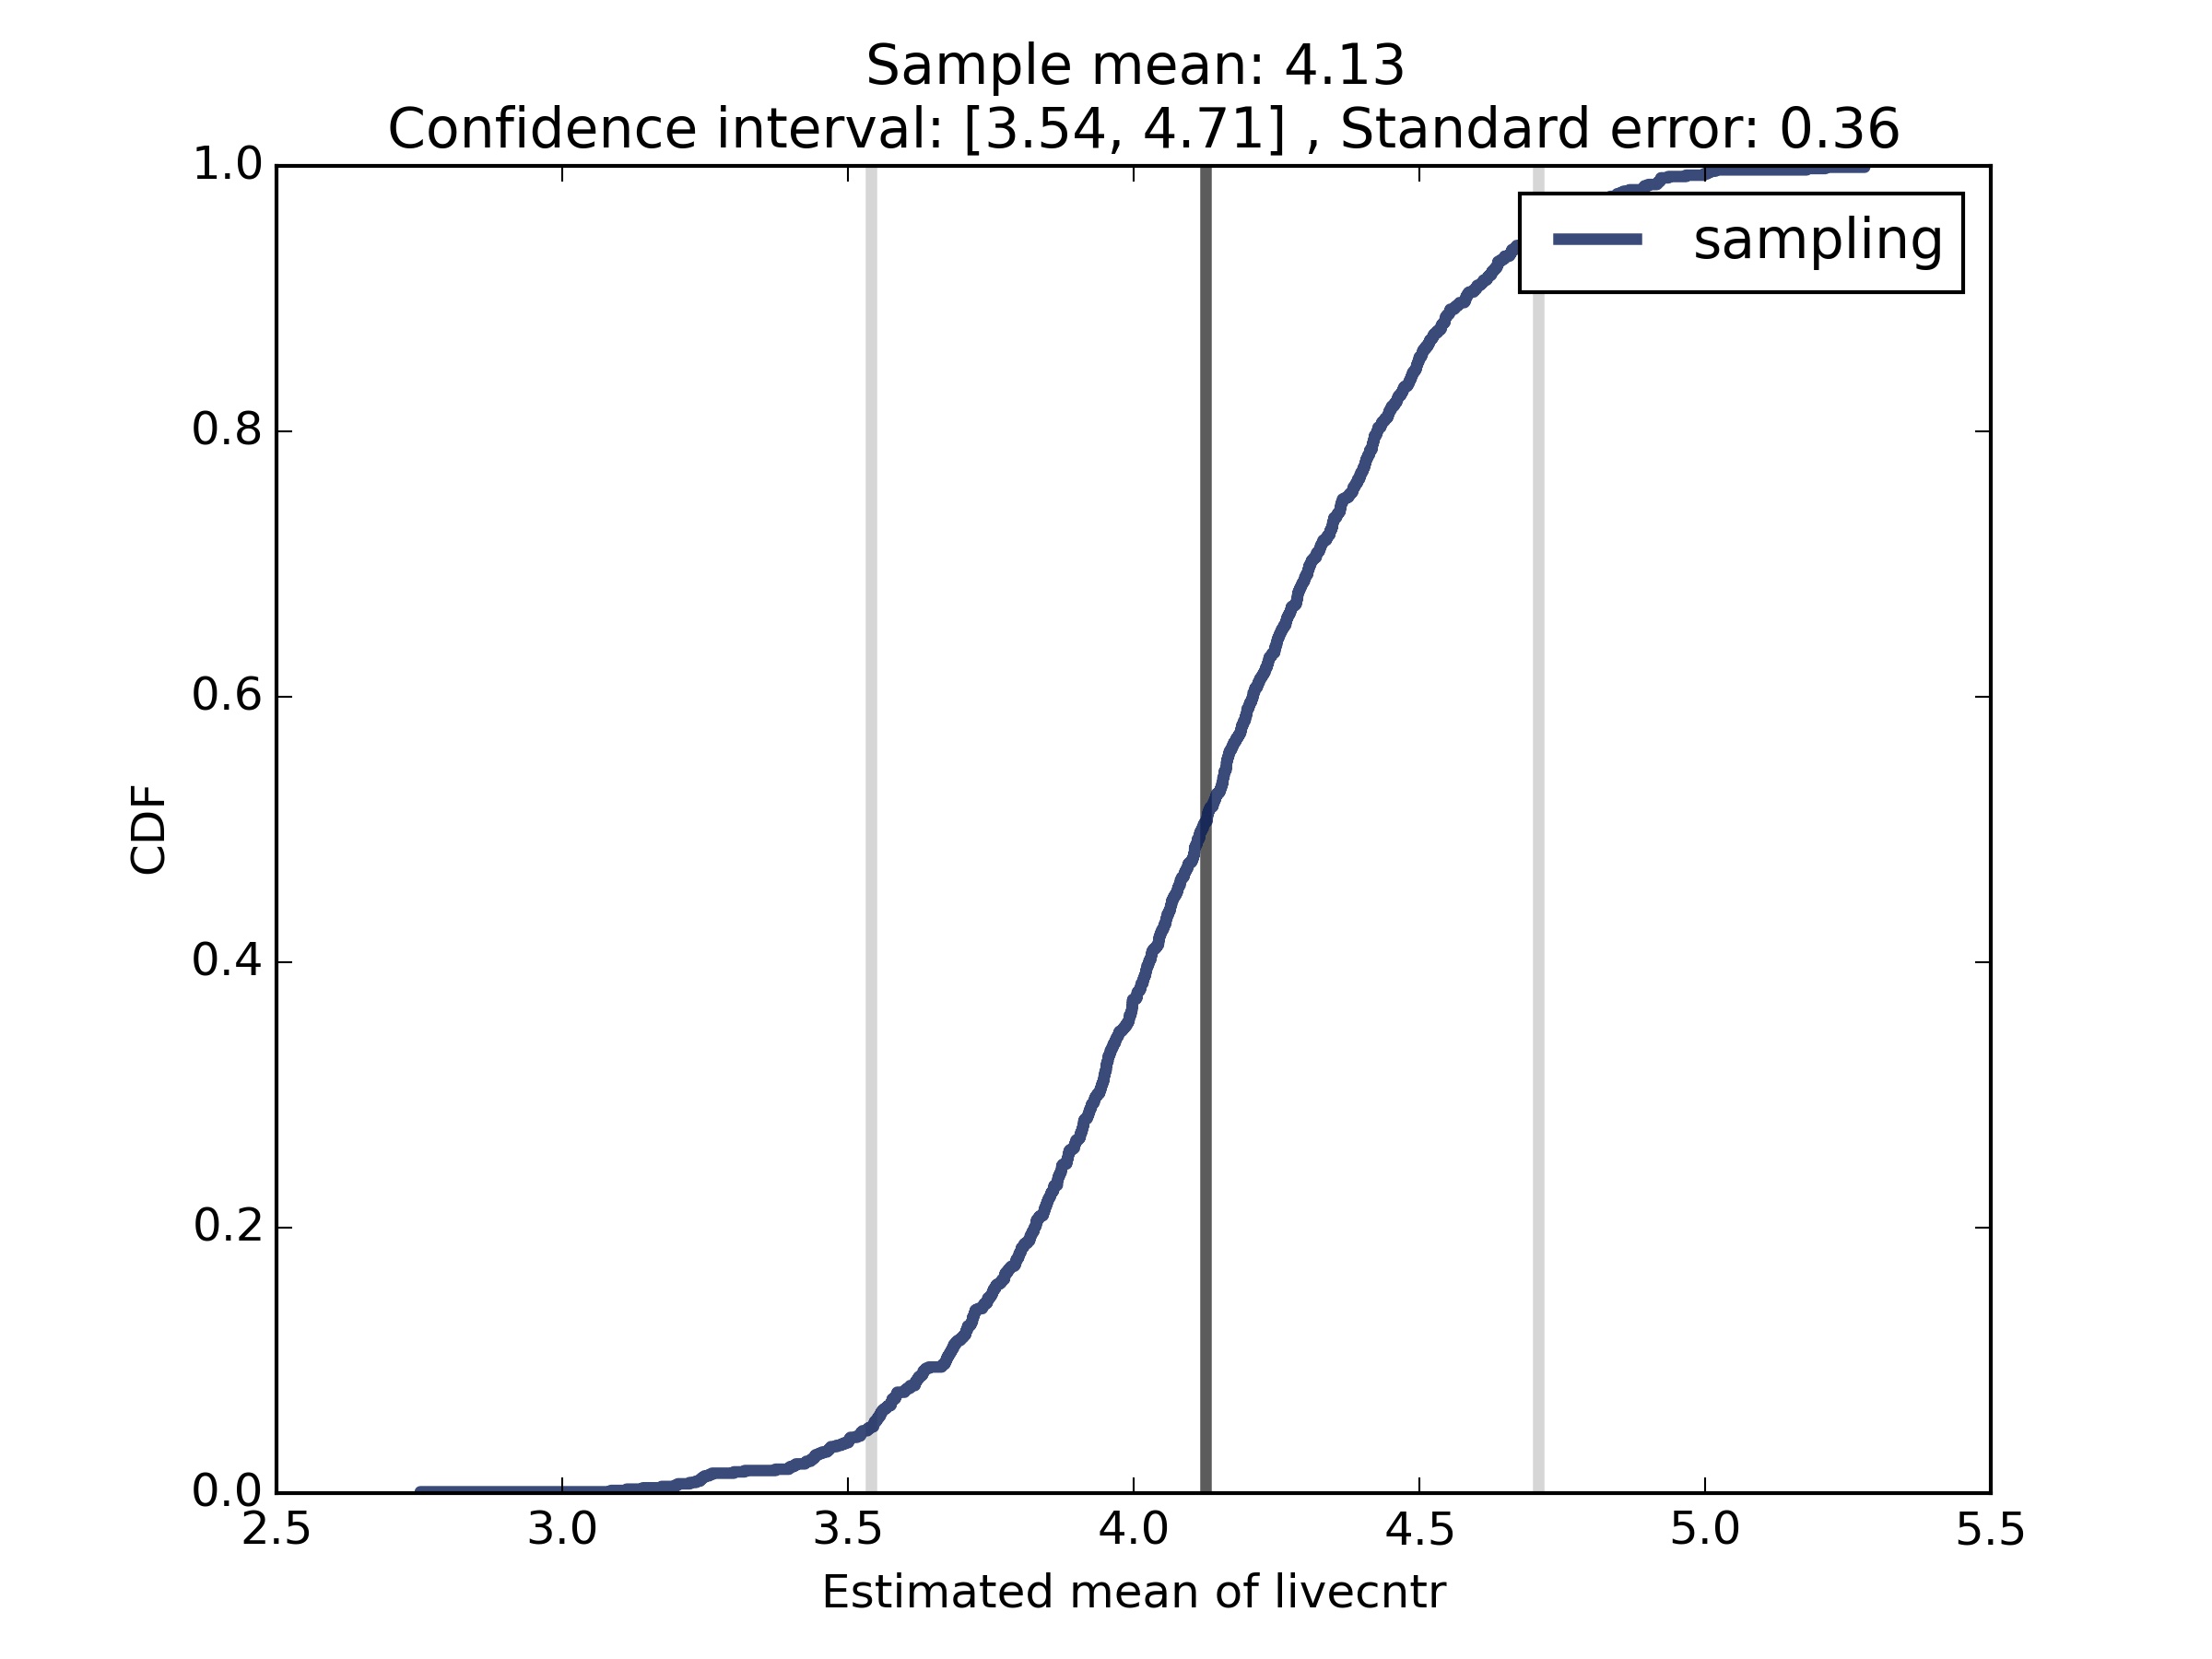 Sample mean: 4.13
Confidence interval: [3.54, 4.71] , Standard error: 0.36
sampling
1.0
0.8
0.6
0.4
0.2
0.0
CDF
2.5 3.0 3.5 4.0 4.5 5.0 5.5
Estimated mean of livecntr